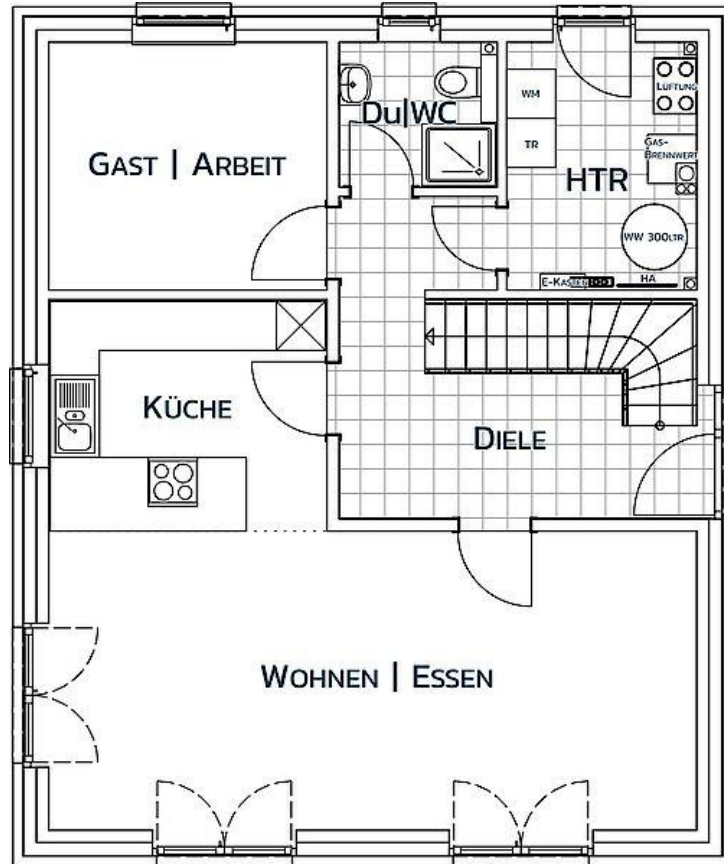 GAST | ARBEIT
Du|WC
WM
TR
LÜFTUNG
GAS-
BRENNWERT
HTR
WW 300LTR
E-KASTEN
HA
KÜCHE
DIELE
WOHNEN | ESSEN